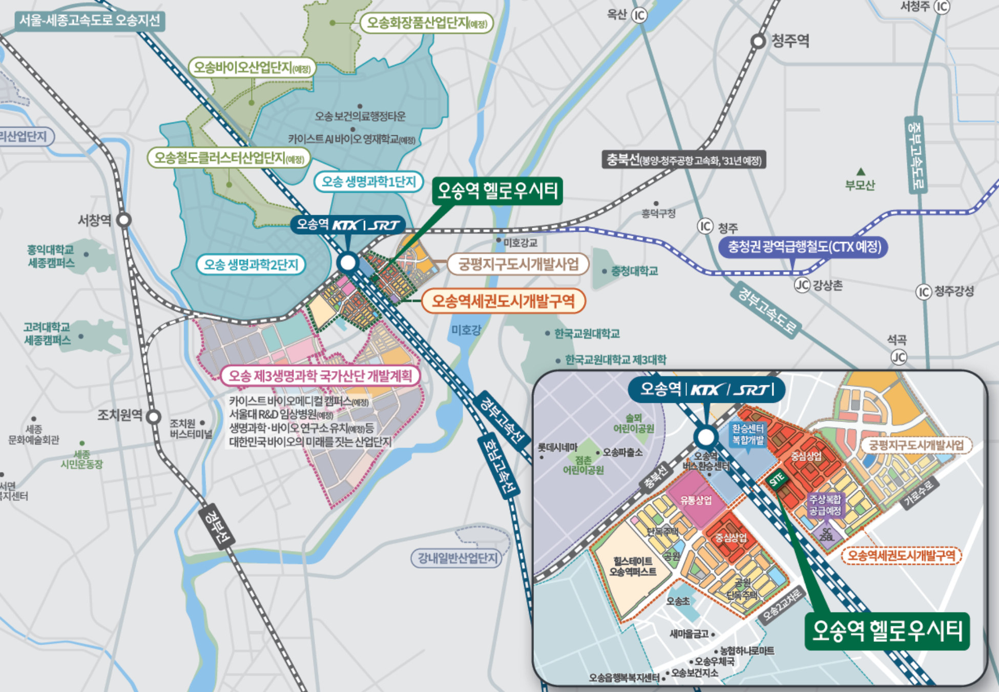 서울-세종고속도로 오송지선
오송화장품산업단지(예정)
옥산 IC
서청주 IC
청주역
오송바이오산업단지(예정)
오송 보건의료행정타운
카이스트 AI 바이오 영재학교(예정)
리산업단지
오송철도클러스터산업단지(예정)
충북선(봉양-청주공항 고속화, '31년 예정)
중부고속도로
부모산
오송 생명과학1단지
오송역 헬로우시티
흥덕구청
서창역
오송역 KTX | SRT
IC 청주
미호강교
충청권 광역급행철도(CTX 예정)
홍익대학교
세종캠퍼스
오송 생명과학2단지
궁평지구도시개발사업
충청대학교
JC 강상촌
IC 청주강성
오송역세권도시개발구역
경부고속도로
고려대학교
세종캠퍼스
미호강
한국교원대학교
석곡
JC
한국교원대학교 제3대학
오송 제3생명과학 국가산단 개발계획
카이스트 바이오메디컬 캠퍼스(예정)
서울대 R&D 임상병원(예정)
생명과학·바이오 연구소 유치(예정)등
대한민국 바이오의 미래를 짓는 산업단지
경부고속선
호남고속선
조치원역
조치원
버스터미널
세종
문화예술회관
세종
시민운동장
서면
복지센터
경부선
강내일반산업단지
오송역 | KTX / SRT |
솔뫼
어린이공원
롯데시네마
점촌
어린이공원
오송파출소
환승센터
복합개발
오송역
버스환승센터
충북선
중심상업
궁평지구도시개발사업
SITE
가로수로
유통상업
주상복합
공급예정
SC
25BL
단독주택
중심상업
공원
힐스테이트
오송역퍼스트
오송역세권도시개발구역
공원
단독주택
오송초
오송2교차로
오송역 헬로우시티
새마을금고
농협하나로마트
오송우체국
오송보건지소
오송읍행복복지센터